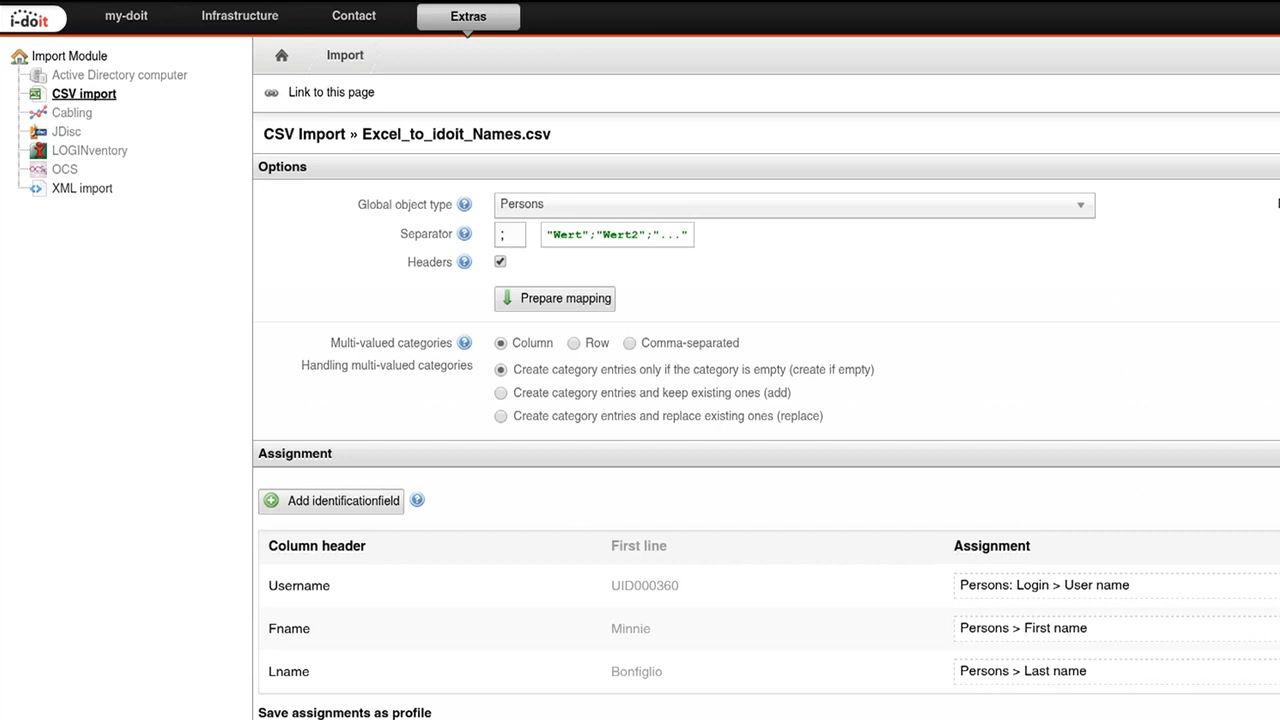 i-doit
my-doit
Infrastructure
Contact
Extras
Import Module
Active Directory computer
CSV import
Cabling
JDisc
LOGINventory
OCS
XML import
Import
Link to this page
CSV Import » Excel_to_idoit_Names.csv
Options
Global object type
Persons
Separator
;
"Wert";"Wert2";"..."
Headers
Prepare mapping
Multi-valued categories
Column Row Comma-separated
Handling multi-valued categories
Create category entries only if the category is empty (create if empty)
Create category entries and keep existing ones (add)
Create category entries and replace existing ones (replace)
Assignment
Add identificationfield
Column header First line Assignment
Username UID000360 Persons: Login > User name
Fname Minnie Persons > First name
Lname Bonfiglio Persons > Last name
Save assignments as profile